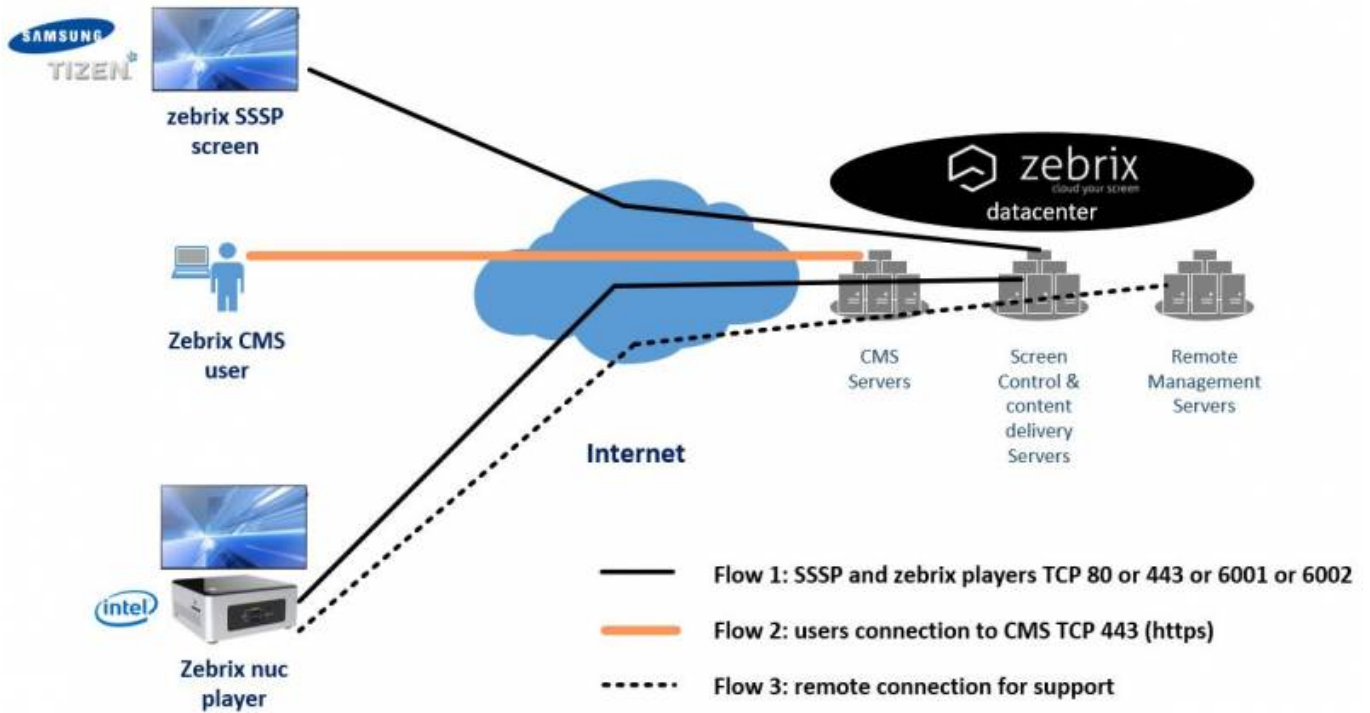 SAMSUNG
TIZEN
zebrix SSSP
screen
zebrix
cloud your screen
datacenter
Zebrix CMS
user
CMS
Servers
Screen
Control &
content
delivery
Servers
Remote
Management
Servers
Internet
intel
Zebrix nuc
player
Flow 1: SSSP and zebrix players TCP 80 or 443 or 6001 or 6002
Flow 2: users connection to CMS TCP 443 (https)
Flow 3: remote connection for support